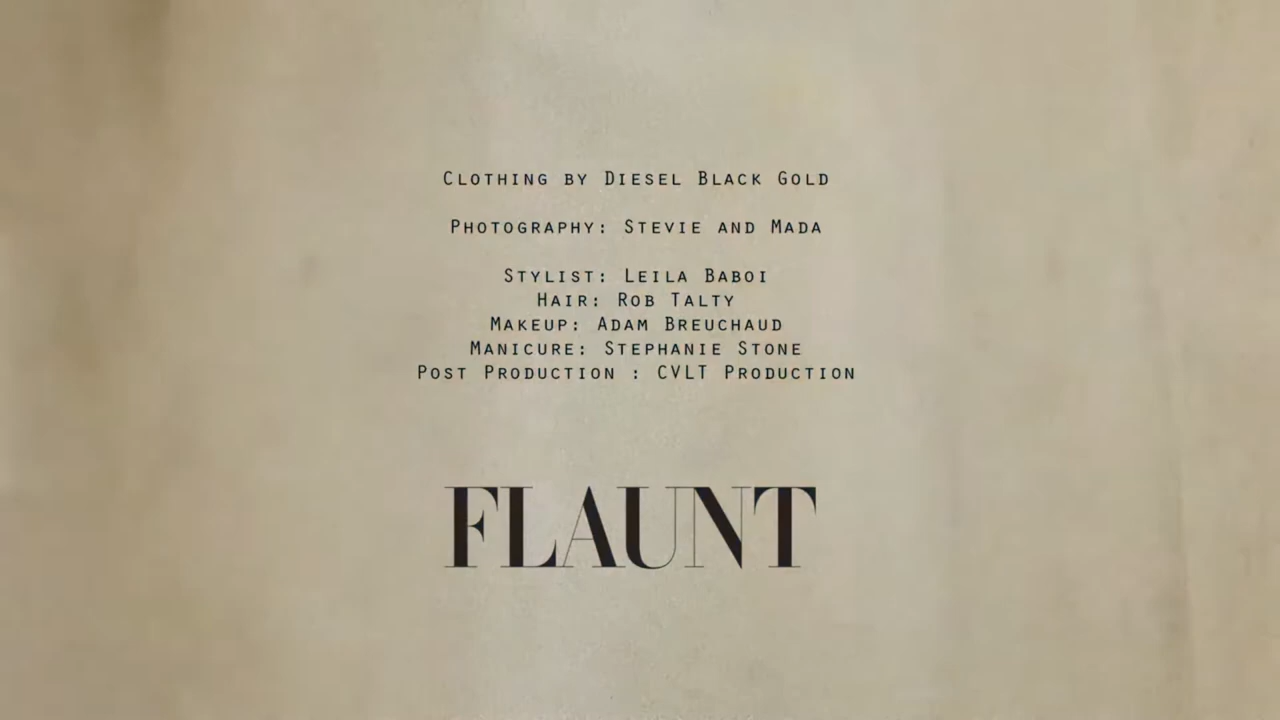 Clothing by Diesel Black Gold
Photography: Stevie and Mada
Stylist: Leila Baboi
Hair: Rob Talty
Makeup: Adam Breuchaud
Manicure: Stephanie Stone
Post Production : CVLT Production
FLAUNT